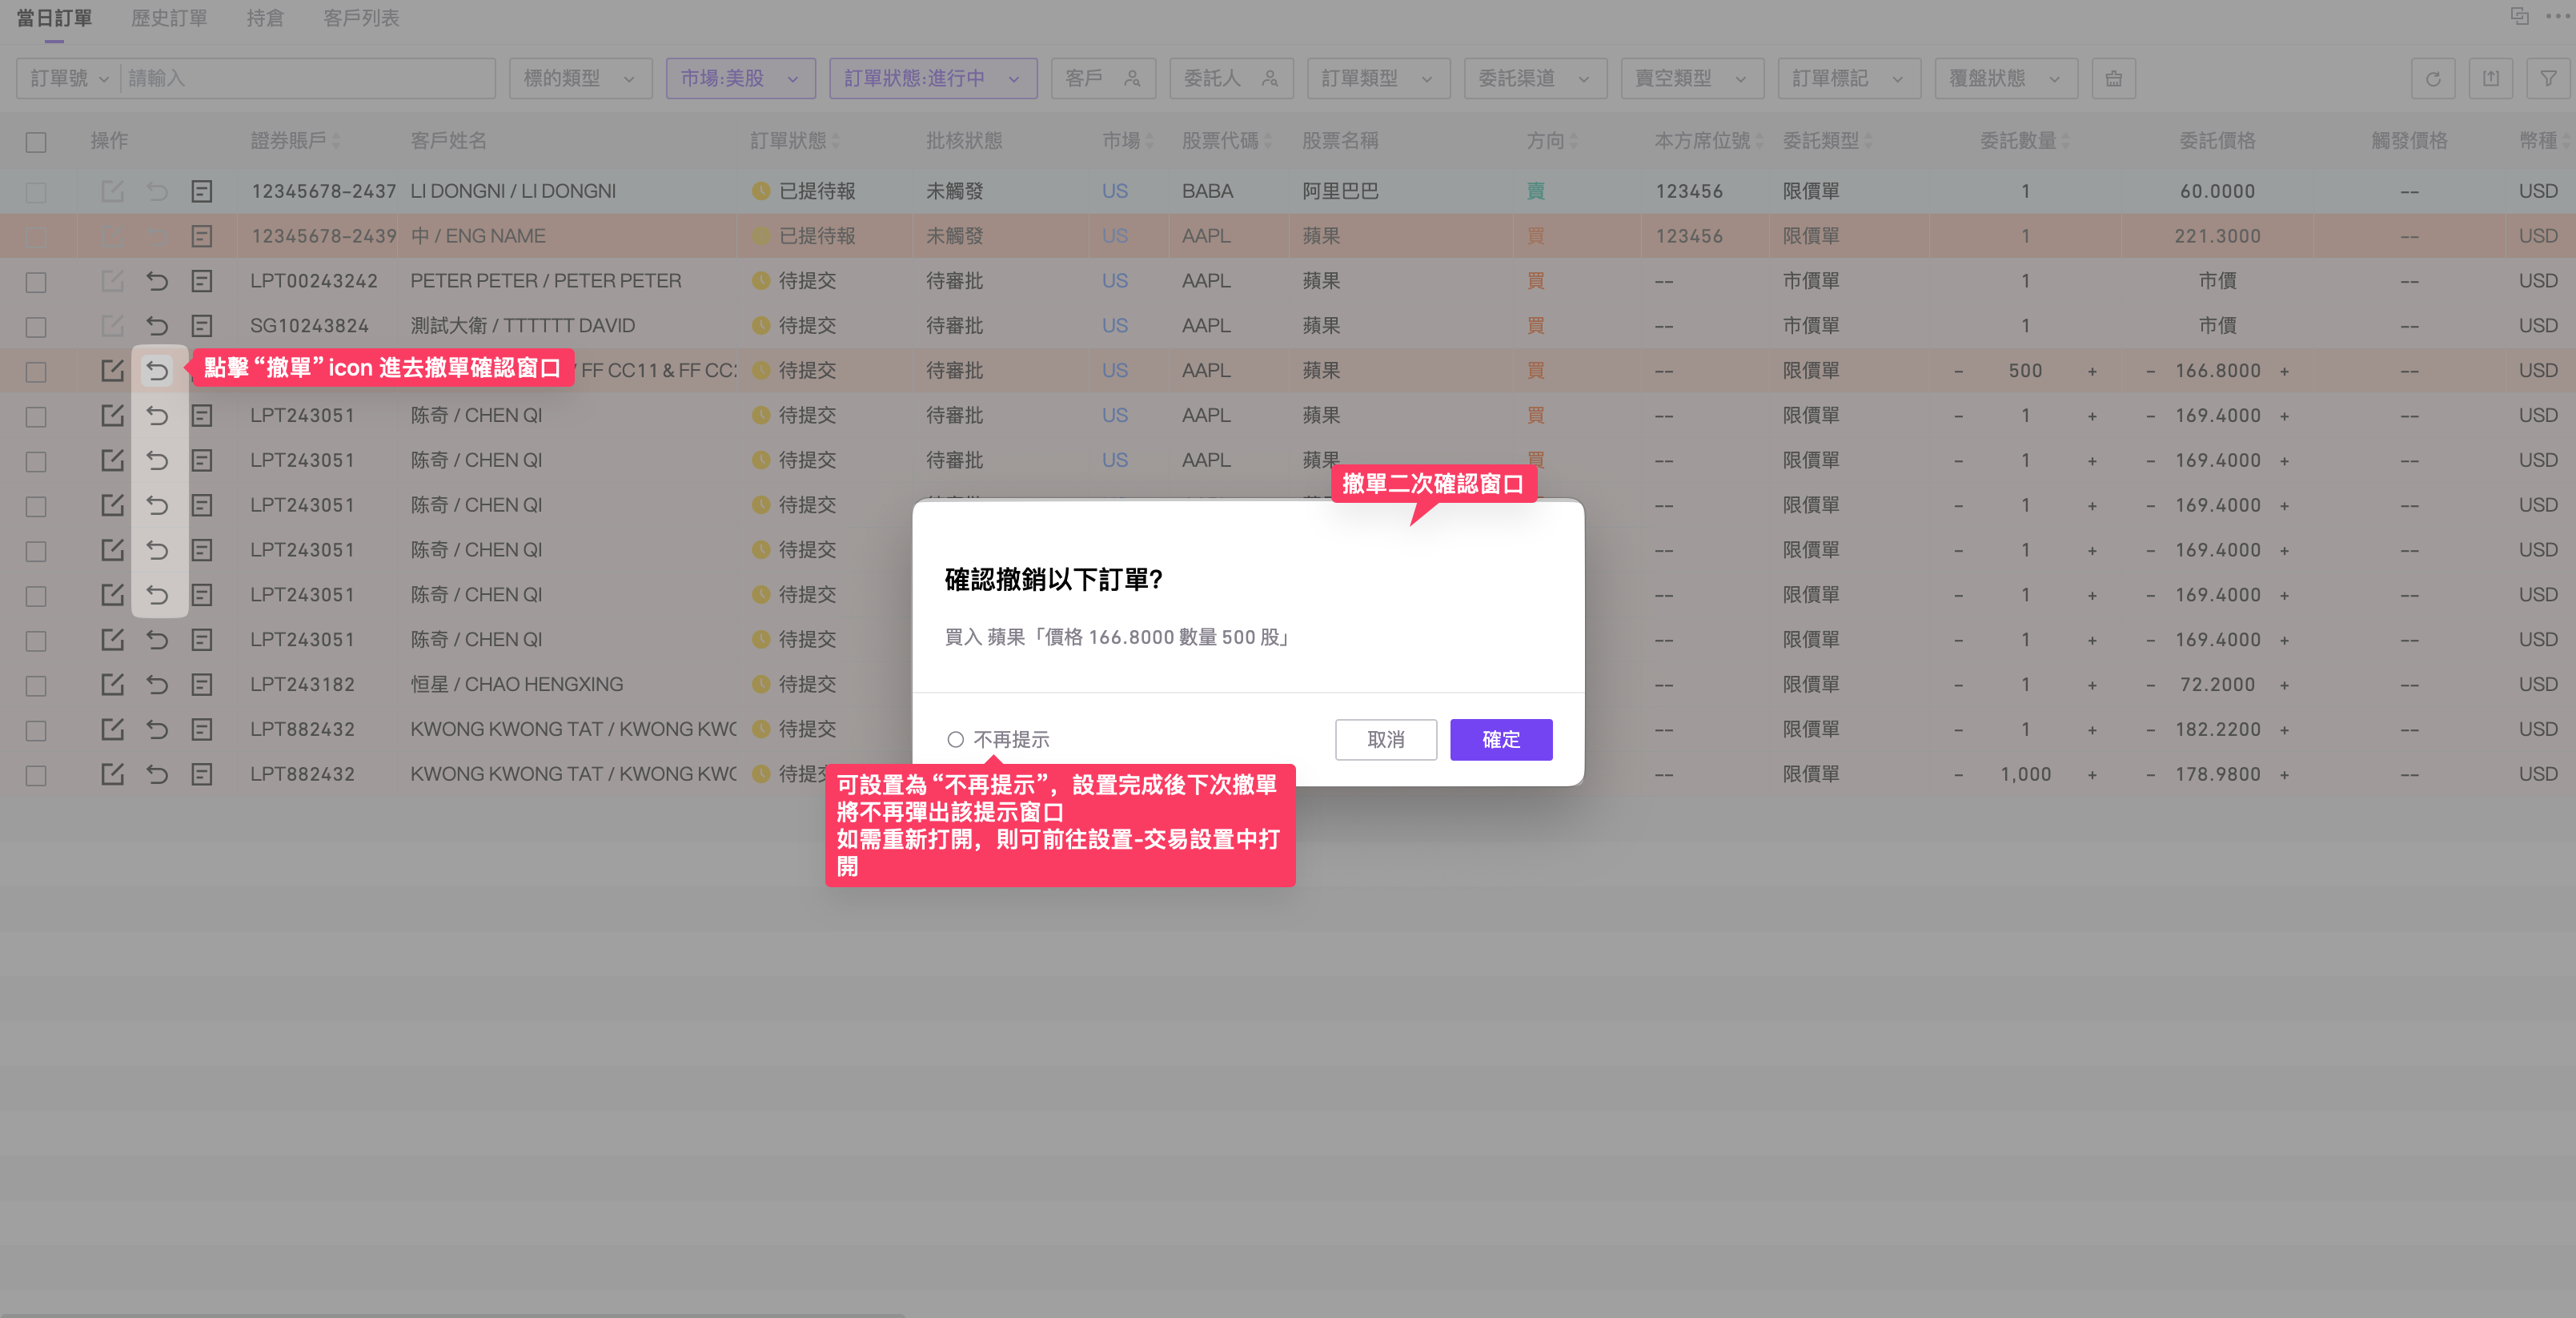 當日訂單 歷史訂單 持倉 客戶列表
訂單號 請輸入 標的類型 市場:美股 訂單狀態:進行中 客戶 委託人 訂單類型 委託渠道 賣空類型 訂單標記 覆盤狀態
操作 證券賬戶 客戶姓名 訂單狀態 批核狀態 市場 股票代碼 股票名稱 方向 本方席位號 委託類型 委託數量 委託價格 觸發價格 幣種
12345678-2437 LI DONGNI / LI DONGNI 已提待報 未觸發 US BABA 阿里巴巴 賣 123456 限價單 1 60.0000 -- USD
12345678-2439 中 / ENG NAME 已提待報 未觸發 US AAPL 蘋果 買 123456 限價單 1 221.3000 -- USD
LPT00243242 PETER PETER / PETER PETER 待提交 待審批 US AAPL 蘋果 買 -- 市價單 1 市價 -- USD
SG10243824 測試大衛 / TTTTTT DAVID 待提交 待審批 US AAPL 蘋果 買 -- 市價單 1 市價 -- USD
點擊“撤單”icon 進去撤單確認窗口 / FF CC11 & FF CC 待提交 待審批 US AAPL 蘋果 買 -- 限價單 - 500 + - 166.8000 + -- USD
LPT243051 陈奇 / CHEN QI 待提交 待審批 US AAPL 蘋果 買 -- 限價單 - 1 + - 169.4000 + -- USD
LPT243051 陈奇 / CHEN QI 待提交 待審批 US AAPL 蘋果 買 -- 限價單 - 1 + - 169.4000 + -- USD
撤單二次確認窗口
LPT243051 陈奇 / CHEN QI 待提交 -- 限價單 - 1 + - 169.4000 + -- USD
LPT243051 陈奇 / CHEN QI 待提交 -- 限價單 - 1 + - 169.4000 + -- USD
LPT243051 陈奇 / CHEN QI 待提交 -- 限價單 - 1 + - 169.4000 + -- USD
LPT243051 陈奇 / CHEN QI 待提交 -- 限價單 - 1 + - 169.4000 + -- USD
LPT243182 恒星 / CHAO HENGXING 待提交 -- 限價單 - 1 + - 72.2000 + -- USD
LPT882432 KWONG KWONG TAT / KWONG KWO 待提交 -- 限價單 - 1 + - 182.2200 + -- USD
LPT882432 KWONG KWONG TAT / KWONG KWO 待提 -- 限價單 - 1,000 + - 178.9800 + -- USD
確認撤銷以下訂單?
買入 蘋果「價格 166.8000 數量 500 股」
不再提示 取消 確定
可設置為“不再提示”，設置完成後下次撤單
將不再彈出該提示窗口
如需重新打開，則可前往設置-交易設置中打
開